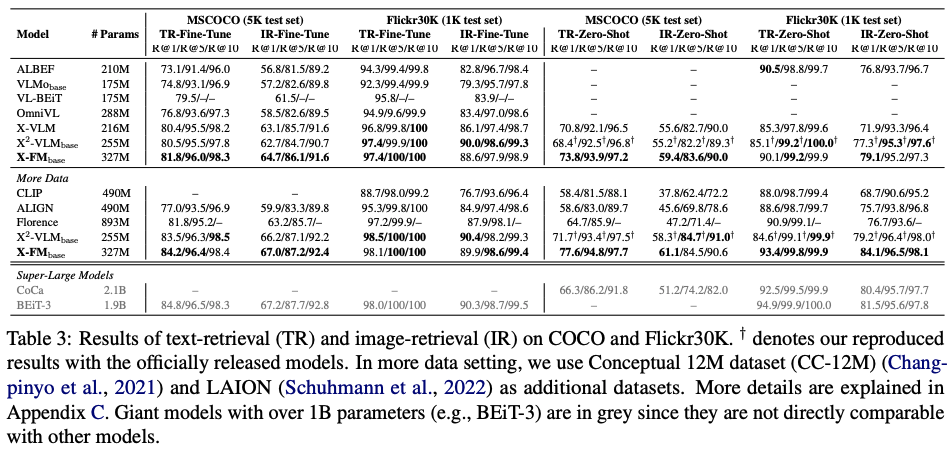 MSCOCO (5K test set) Flickr30K (1K test set) MSCOCO (5K test set) Flickr30K (1K test set)
Model # Params TR-Fine-Tune IR-Fine-Tune TR-Fine-Tune IR-Fine-Tune TR-Zero-Shot IR-Zero-Shot TR-Zero-Shot IR-Zero-Shot
R@1/R@5/R@10 R@1/R@5/R@10 R@1/R@5/R@10 R@1/R@5/R@10 R@1/R@5/R@10 R@1/R@5/R@10 R@1/R@5/R@10 R@1/R@5/R@10
ALBEF 210M 73.1/91.4/96.0 56.8/81.5/89.2 94.3/99.4/99.8 82.8/96.7/98.4 – – 90.5/98.8/99.7 76.8/93.7/96.7
VLMobase 175M 74.8/93.1/96.9 57.2/82.6/89.8 92.3/99.4/99.9 79.3/95.7/97.8 – – – –
VL-BEiT 175M 79.5/–/– 61.5/–/– 95.8/–/– 83.9/–/– – – – –
OmniVL 288M 76.8/93.6/97.3 58.5/82.6/89.5 94.9/9.6/99.9 83.4/97.0/98.6 – – – –
X-VLM 216M 80.4/95.5/98.2 63.1/85.7/91.6 96.8/99.8/100 86.1/97.4/98.7 70.8/92.1/96.5 55.6/82.7/90.0 85.3/97.8/99.6 71.9/93.3/96.4
X²-VLMbase 255M 80.5/95.5/97.8 62.7/84.7/90.7 97.4/99.9/100 90.0/98.6/99.3 68.4†/92.5†/96.8† 55.2†/82.2†/89.3† 85.1†/99.2†/100.0† 77.3†/95.3†/97.6†
X-FMbase 327M 81.8/96.0/98.3 64.7/86.1/91.6 97.4/100/100 88.6/97.9/98.9 73.8/93.9/97.2 59.4/83.6/90.0 90.1/99.2/99.9 79.1/95.2/97.3
More Data
CLIP 490M – – 88.7/98.0/99.2 76.7/93.6/96.4 58.4/81.5/88.1 37.8/62.4/72.2 88.0/98.7/99.4 68.7/90.6/95.2
ALIGN 490M 77.0/93.5/96.9 59.9/83.3/89.8 95.3/99.8/100 84.9/97.4/98.6 58.6/83.0/89.7 45.6/69.8/78.6 88.6/98.7/99.7 75.7/93.8/96.8
Florence 893M 81.8/95.2/– 63.2/85.7/– 97.2/99.9/– 87.9/98.1/– 64.7/85.9/– 47.2/71.4/– 90.9/99.1/– 76.7/93.6/–
X²-VLMbase 255M 83.5/96.3/98.5 66.2/87.1/92.2 98.5/100/100 90.4/98.2/99.3 71.7†/93.4†/97.5† 58.3†/84.7†/91.0† 84.6†/99.1†/99.9† 79.2†/96.4†/98.0†
X-FMbase 327M 84.2/96.4/98.4 67.0/87.2/92.4 98.1/100/100 89.9/98.6/99.4 77.6/94.8/97.7 61.1/84.5/90.6 93.4/99.8/99.9 84.1/96.5/98.1
Super-Large Models
CoCa 2.1B – – – – 66.3/86.2/91.8 51.2/74.2/82.0 92.5/99.5/99.9 80.4/95.7/97.7
BEiT-3 1.9B 84.8/96.5/98.3 67.2/87.7/92.8 98.0/100/100 90.3/98.7/99.5 – – 94.9/99.9/100.0 81.5/95.6/97.8
Table 3: Results of text-retrieval (TR) and image-retrieval (IR) on COCO and Flickr30K. † denotes our reproduced
results with the officially released models. In more data setting, we use Conceptual 12M dataset (CC-12M) (Chang-
pinyo et al., 2021) and LAION (Schuhmann et al., 2022) as additional datasets. More details are explained in
Appendix C. Giant models with over 1B parameters (e.g., BEiT-3) are in grey since they are not directly comparable
with other models.